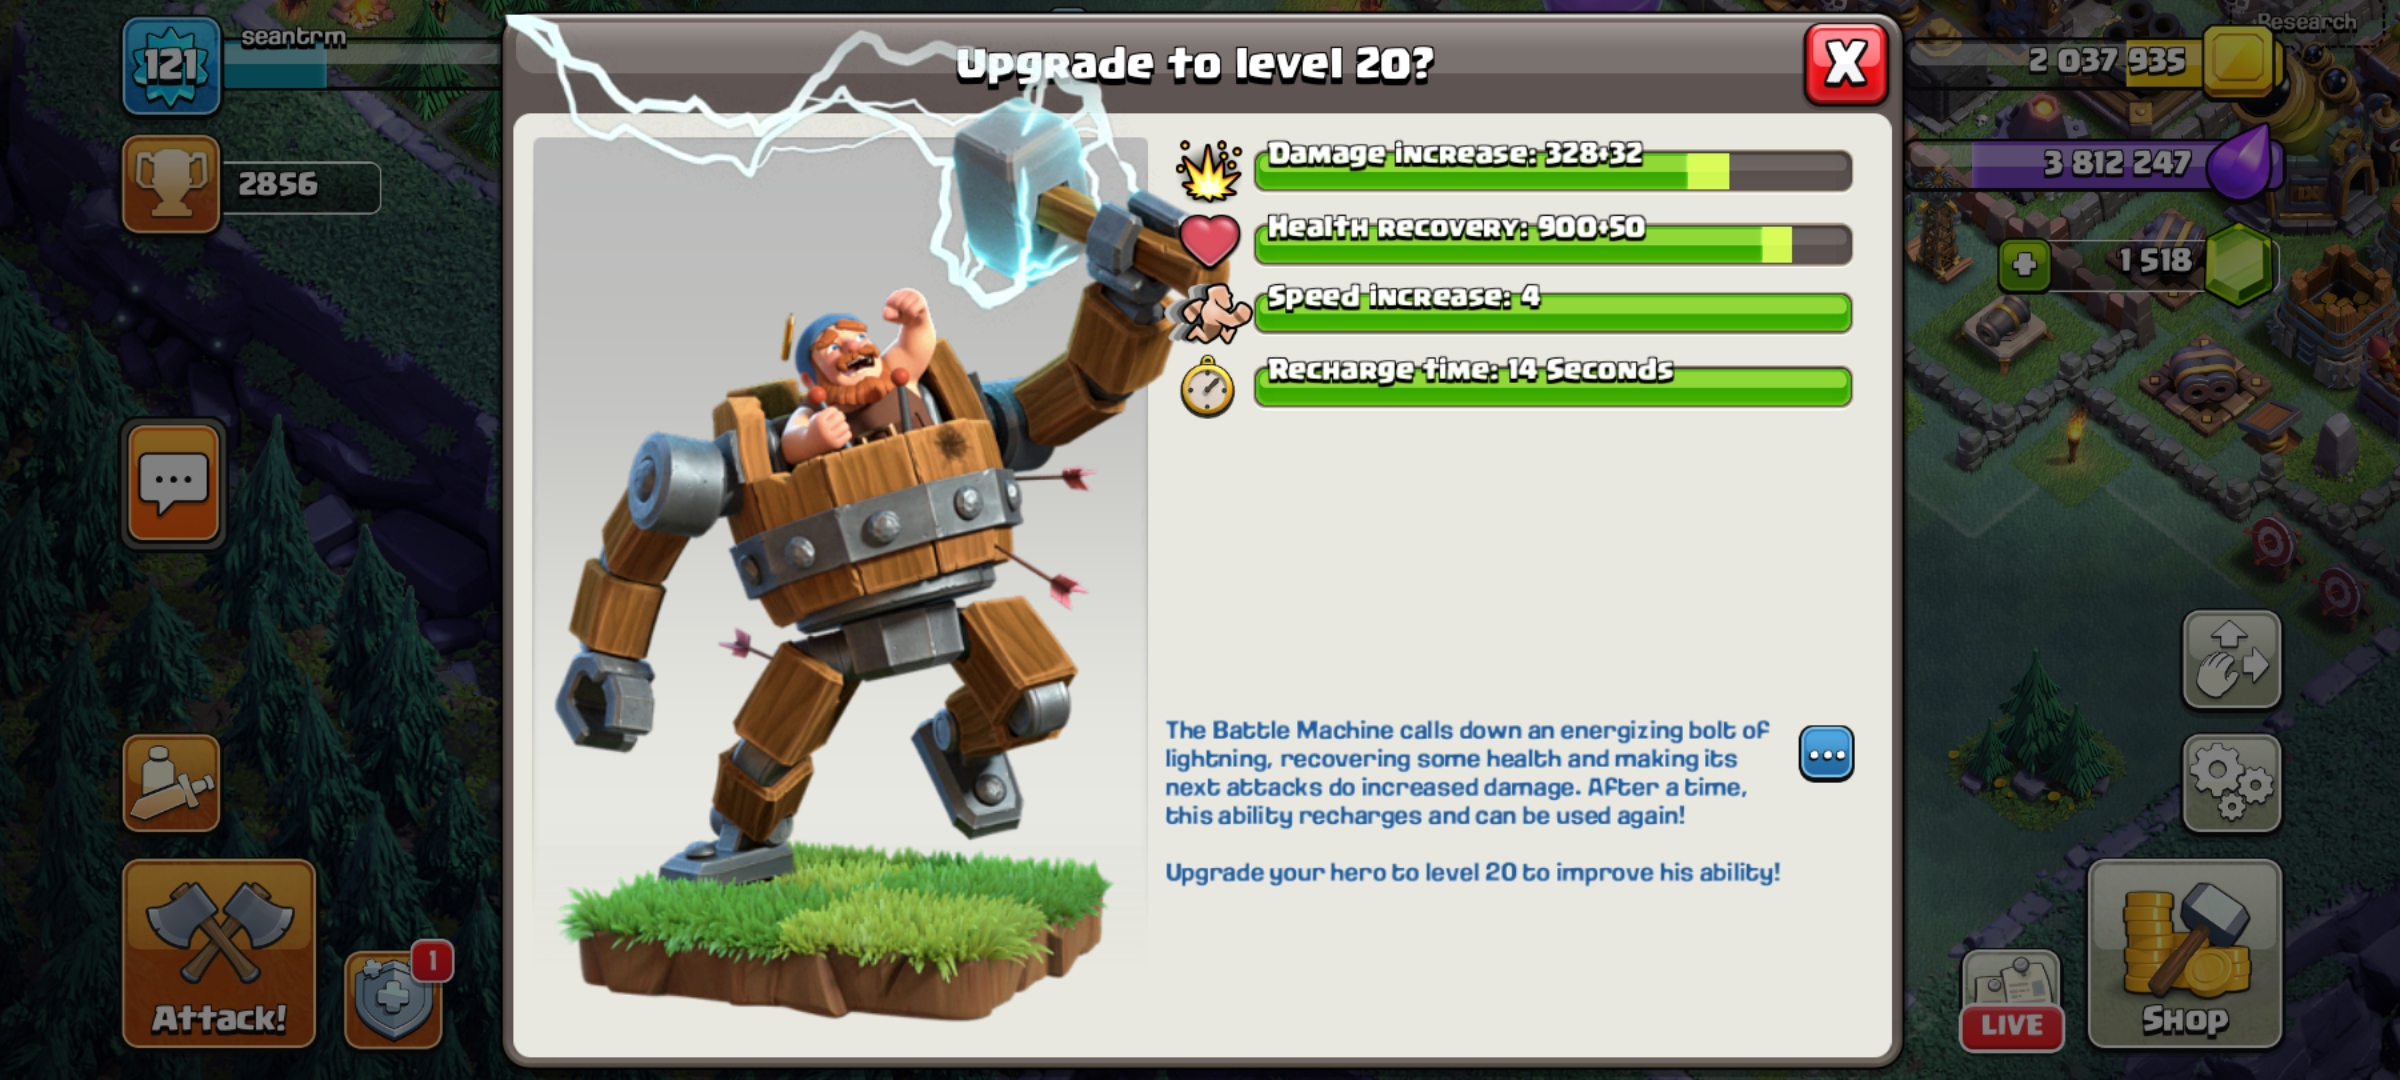 121
seantrm
2856
Upgrade to level 20?
X
Research
2 037 935
3 812 247
1 518
Damage increase: 328+32
Health recovery: 900+50
Speed increase: 4
Recharge time: 14 Seconds
The Battle Machine calls down an energizing bolt of
lightning, recovering some health and making its
next attacks do increased damage. After a time,
this ability recharges and can be used again!
Upgrade your hero to level 20 to improve his ability!
Attack!
1
LIVE
Shop